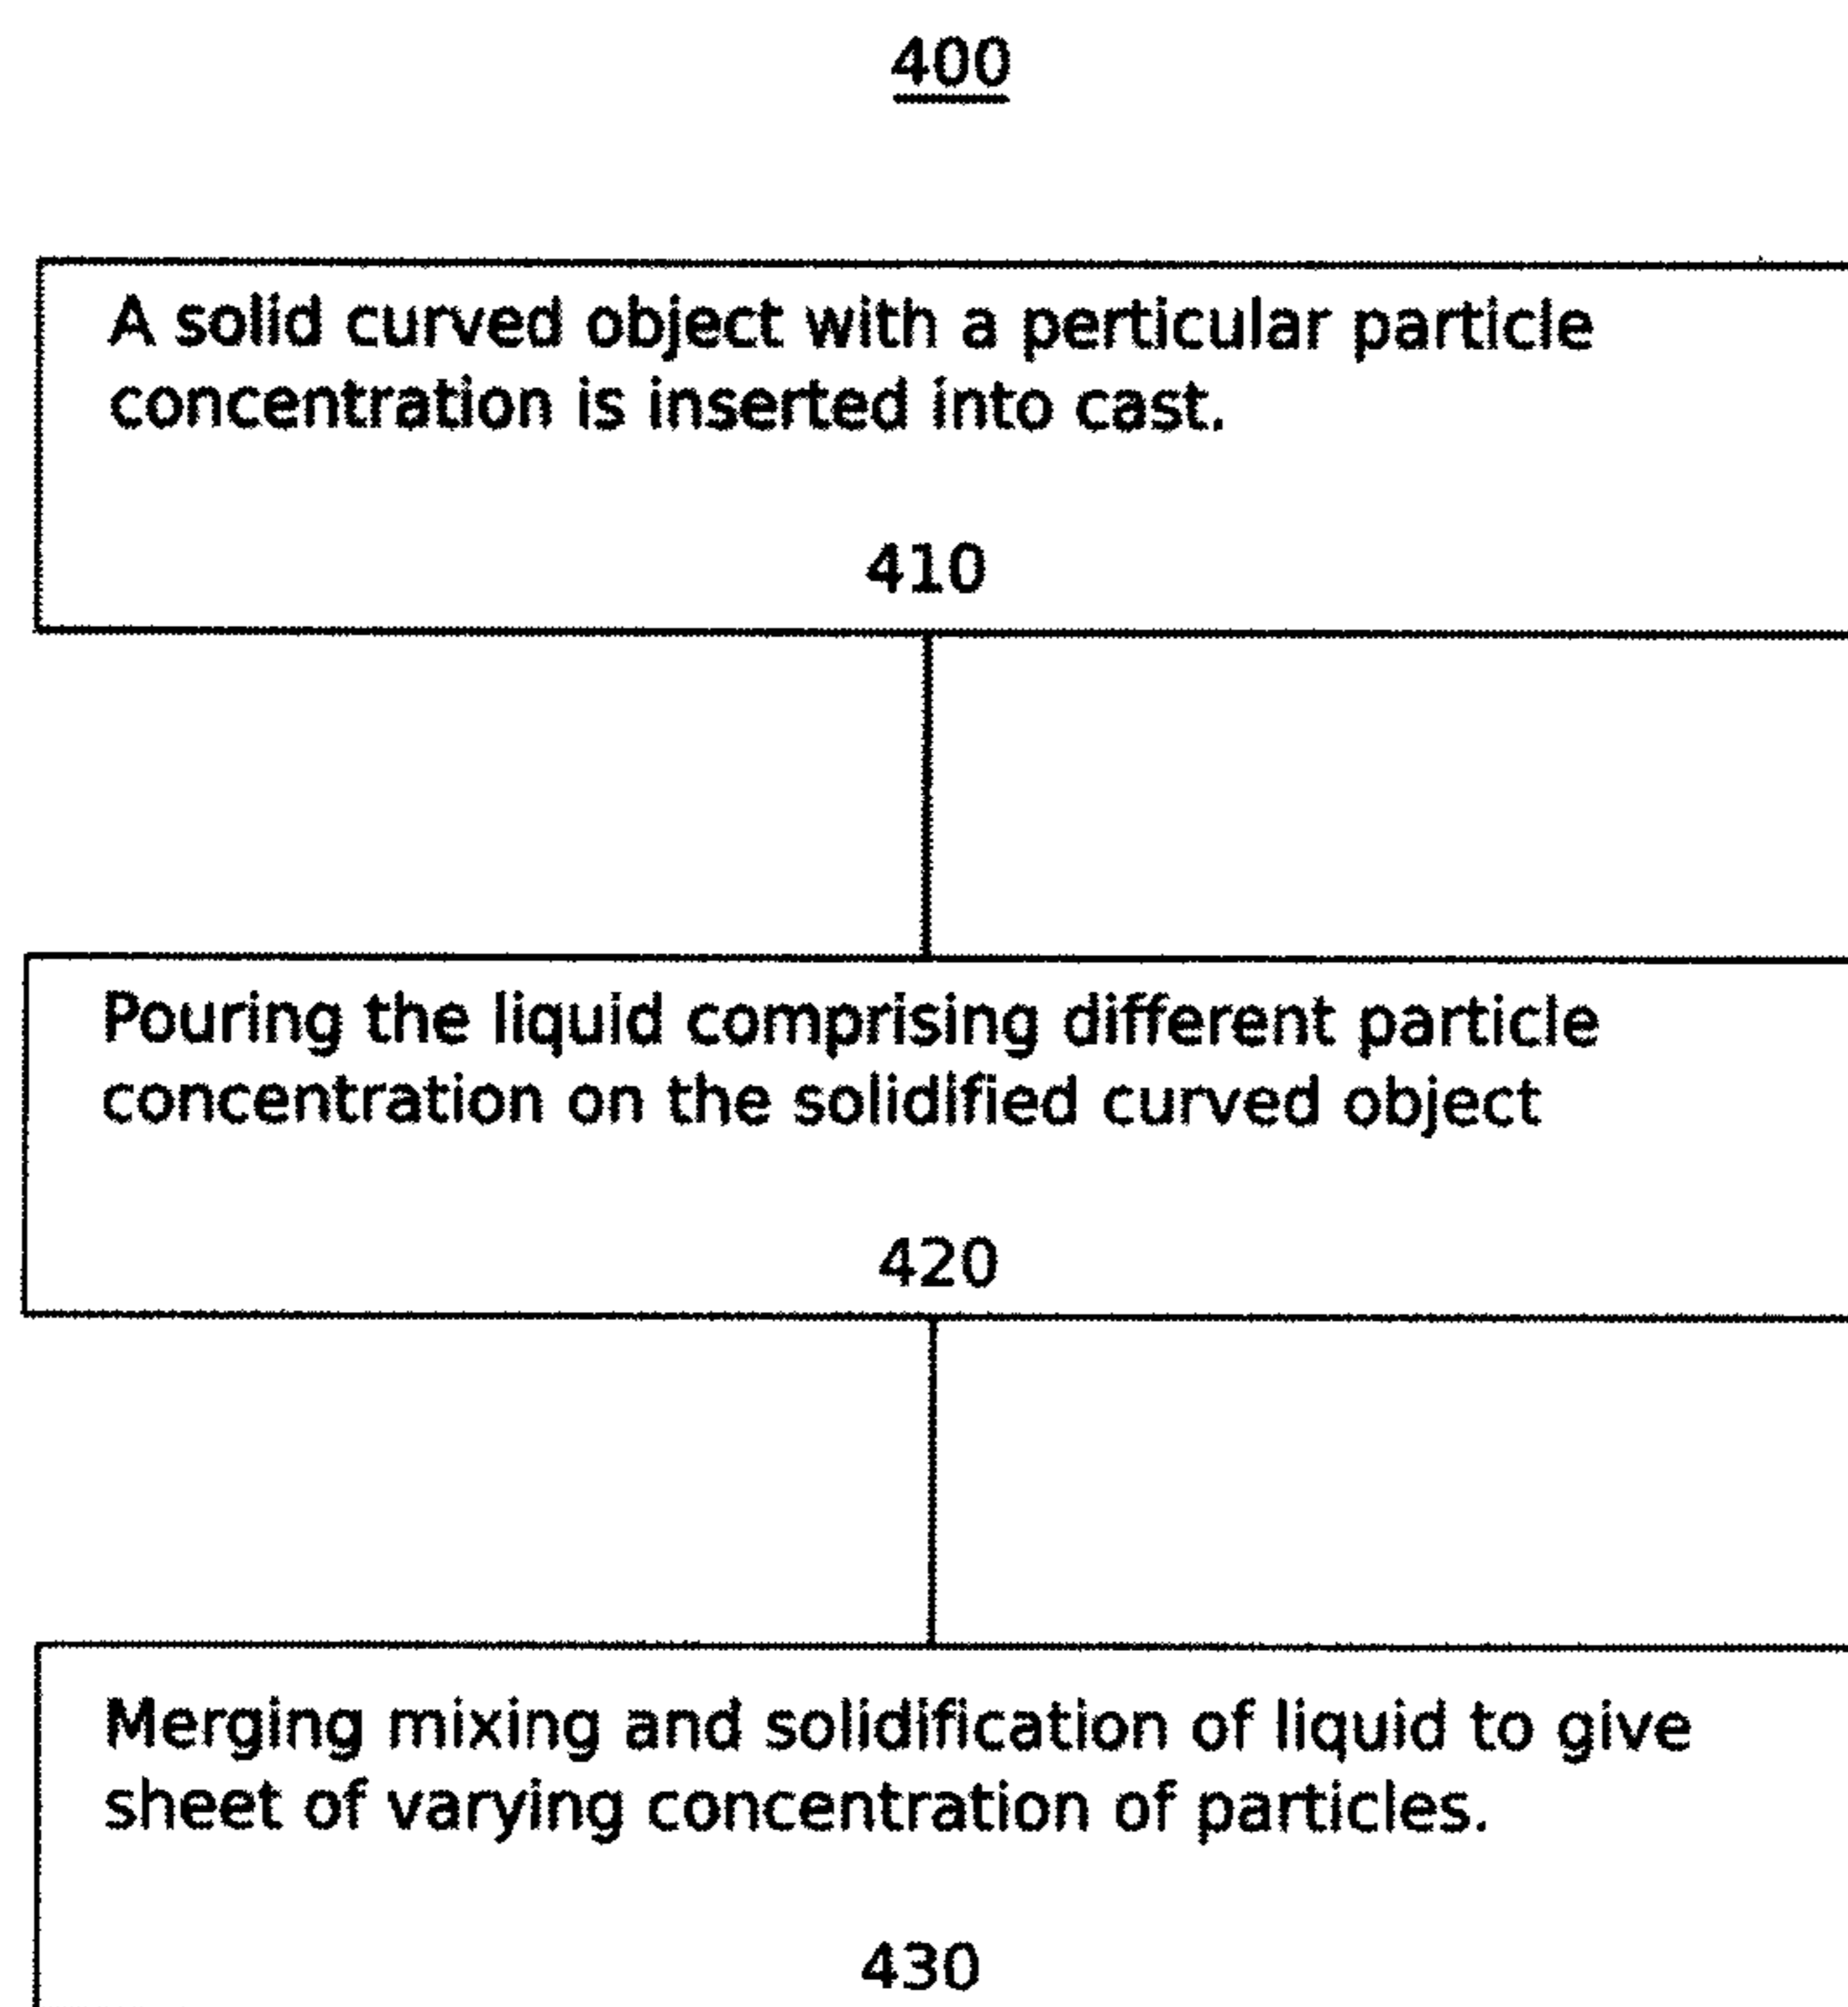 400
A solid curved object with a perticular particle
concentration is inserted into cast.
410
Pouring the liquid comprising different particle
concentration on the solidified curved object
420
Merging mixing and solidification of liquid to give
sheet of varying concentration of particles.
430